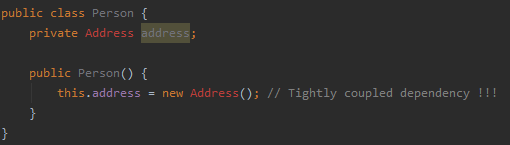 public class Person {
    private Address address;

    public Person() {
        this.address = new Address(); // Tightly coupled dependency !!!
    }
}